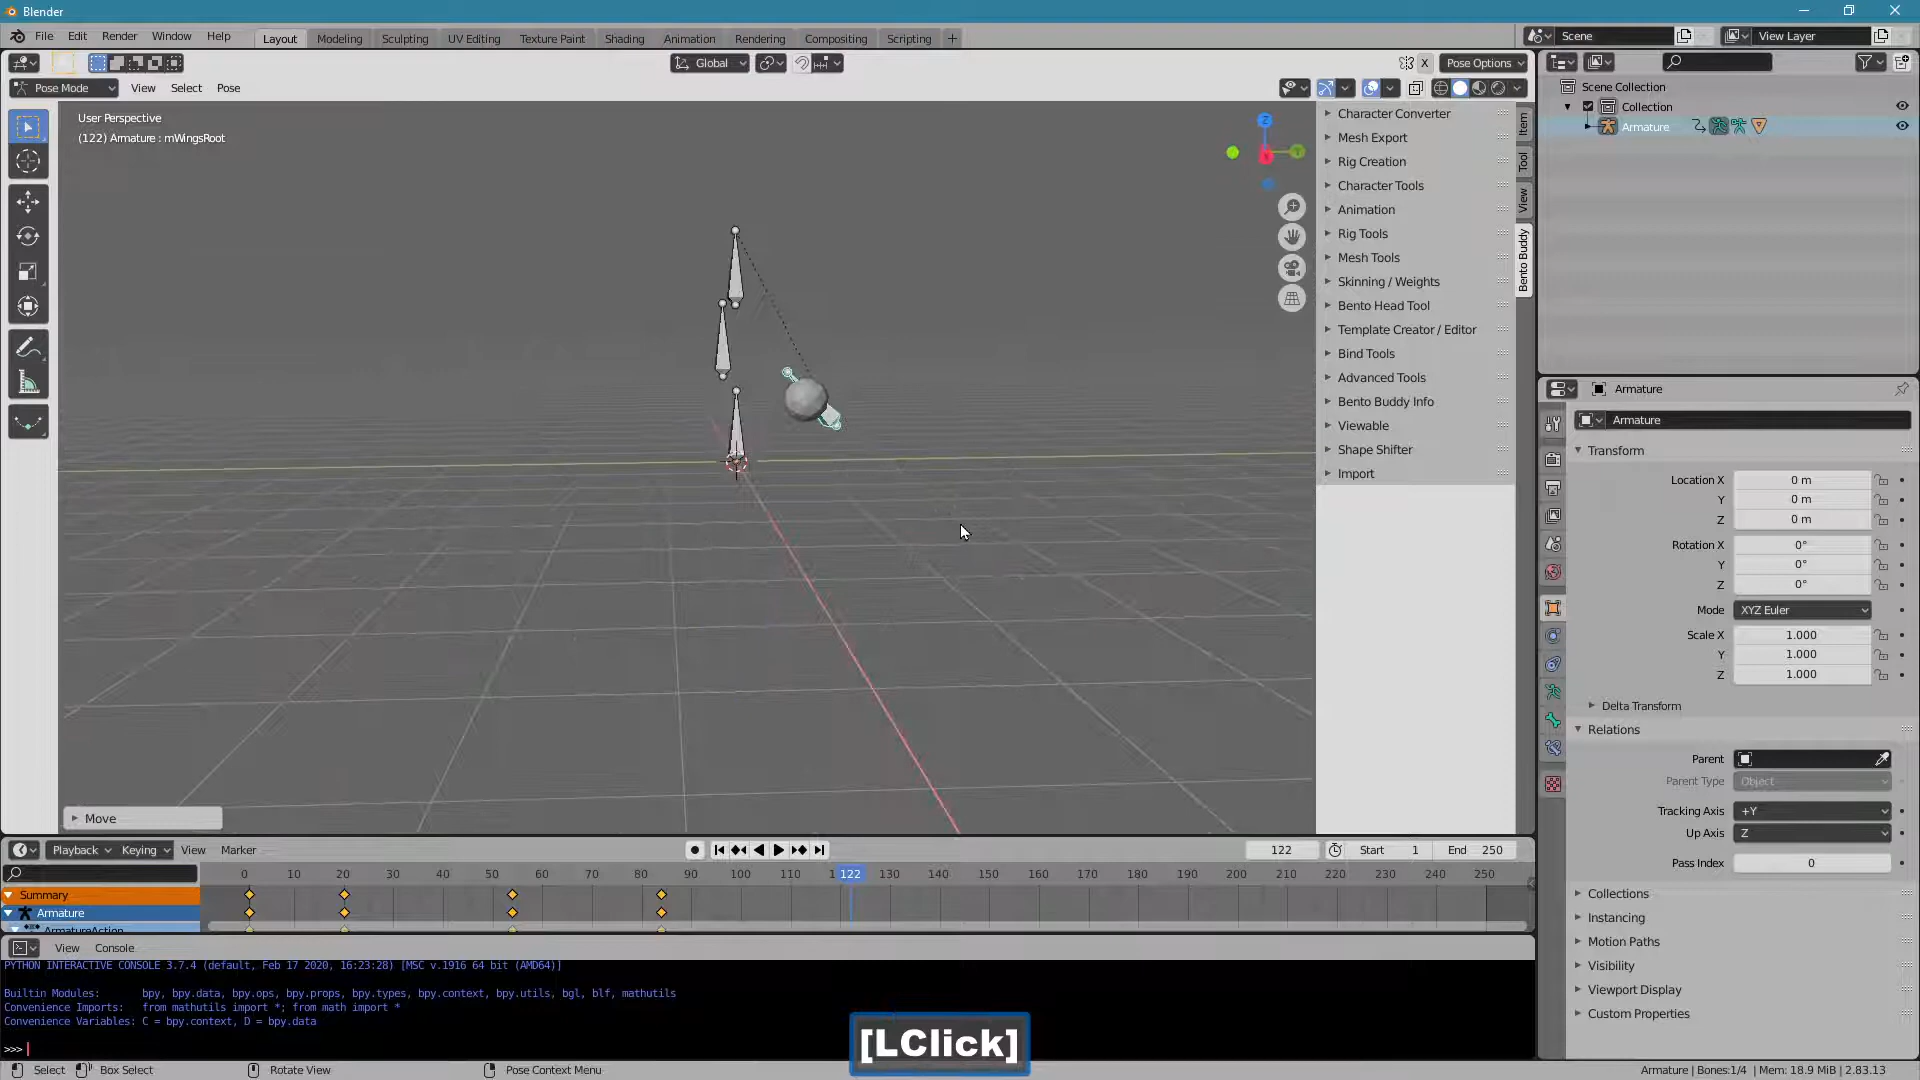 Blender
File Edit Render Window Help Layout Modeling Sculpting UV Editing Texture Paint Shading Animation Rendering Compositing Scripting + Scene View Layer
Global X Pose Options
Pose Mode View Select Pose
User Perspective
(122) Armature : mWingsRoot
Z
Character Converter
Mesh Export
Rig Creation
Character Tools
Animation
Rig Tools
Mesh Tools
Skinning / Weights
Bento Head Tool
Template Creator / Editor
Bind Tools
Advanced Tools
Bento Buddy Info
Viewable
Shape Shifter
Import
Item
Tool
View
Bento Buddy
Scene Collection
Collection
Armature
Armature
Armature
Transform
Location X 0 m
Y 0 m
Z 0 m
Rotation X 0°
Y 0°
Z 0°
Mode XYZ Euler
Scale X 1.000
Y 1.000
Z 1.000
Delta Transform
Relations
Parent
Parent Type Object
Tracking Axis +Y
Up Axis Z
Pass Index 0
Collections
Instancing
Motion Paths
Visibility
Viewport Display
Custom Properties
Move
Playback Keying View Marker 122 Start 1 End 250
0 10 20 30 40 50 60 70 80 90 100 110 1 122 130 140 150 160 170 180 190 200 210 220 230 240 250
Summary
Armature
ArmatureAction
View Console
PYTHON INTERACTIVE CONSOLE 3.7.4 (default, Feb 17 2020, 16:23:28) [MSC v.1916 64 bit (AMD64)]
Builtin Modules: bpy, bpy.data, bpy.ops, bpy.props, bpy.types, bpy.context, bpy.utils, bgl, blf, mathutils
Convenience Imports: from mathutils import *; from math import *
Convenience Variables: C = bpy.context, D = bpy.data
>>>
[LClick]
Select Box Select Rotate View Pose Context Menu Armature | Bones:1/4 | Mem: 18.9 MiB | 2.83.13